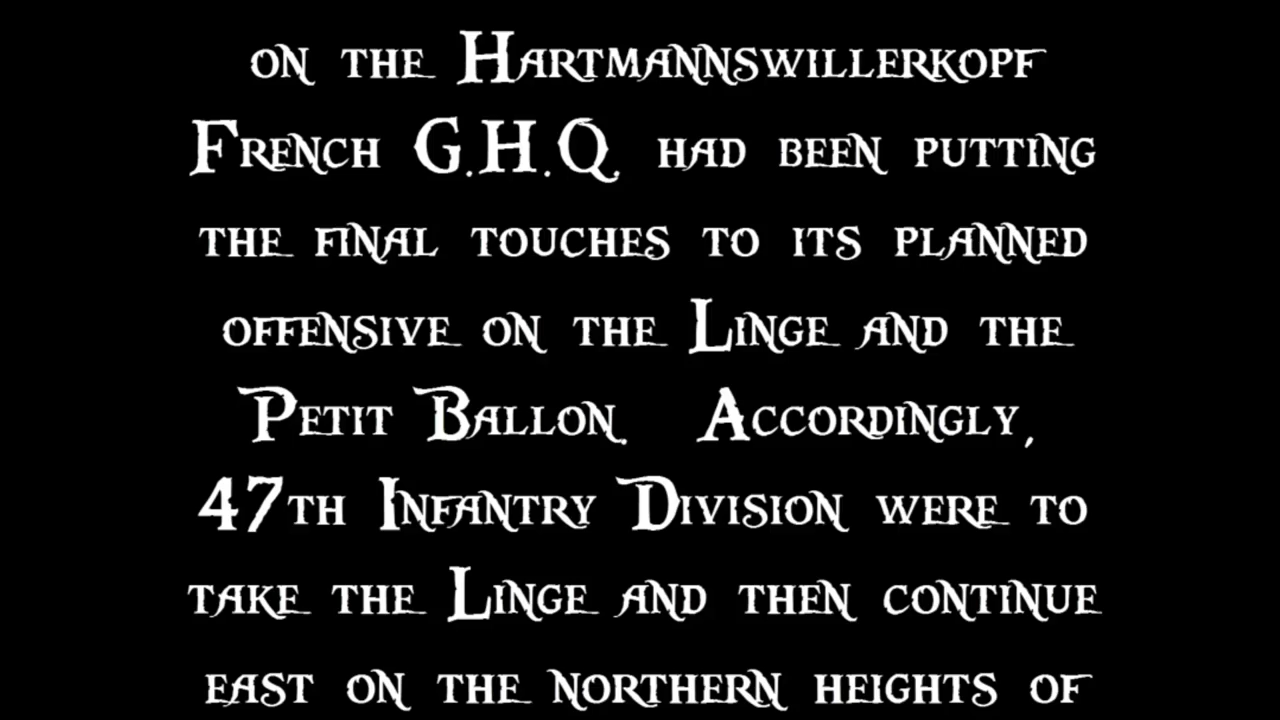 on the Hartmannswillerkopf
French G.H.Q. had been putting
the final touches to its planned
offensive on the Linge and the
Petit Ballon. Accordingly,
47th Infantry Division were to
take the Linge and then continue
east on the northern heights of